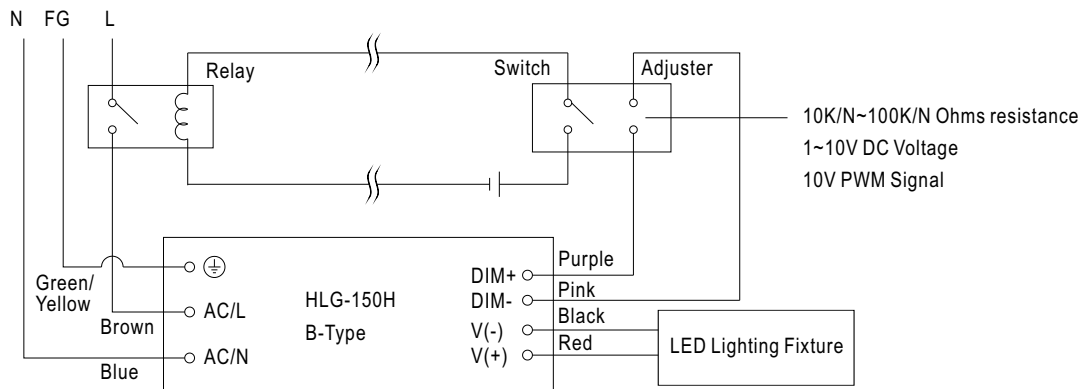 N FG L
Relay
Switch
Adjuster
10K/N~100K/N Ohms resistance
1~10V DC Voltage
10V PWM Signal
Green/
Yellow
Brown
Blue
AC/L
AC/N
HLG-150H
B-Type
DIM+
DIM-
V(-)
V(+)
Purple
Pink
Black
Red
LED Lighting Fixture